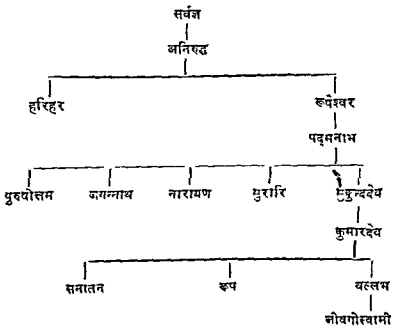 सर्वज्ञ
अनिरुद्ध
हरिहर रूपेश्वर
पद्मनाभ
पुरुषोत्तम जगन्नाथ नारायण मुरारि मुकुन्ददेव
कुमारदेव
सनातन रूप वल्लभ
जीवगोस्वामी